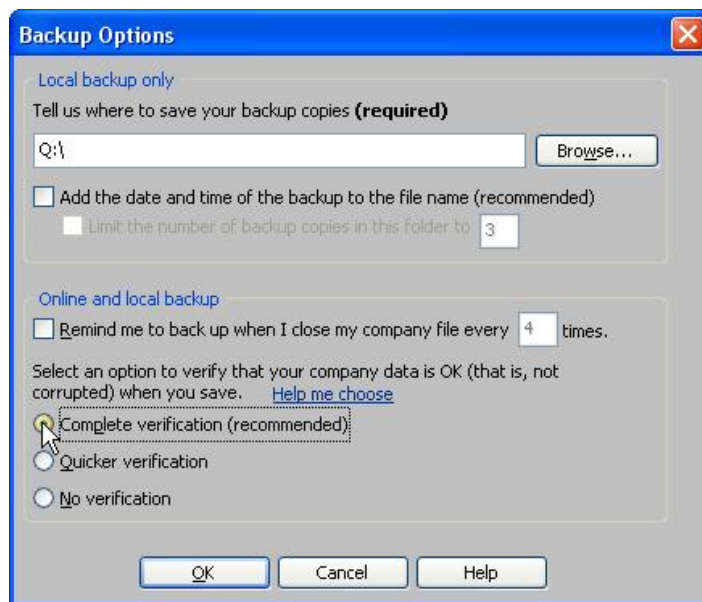 Backup Options
Local backup only
Tell us where to save your backup copies (required)
Q:\
Browse...
Add the date and time of the backup to the file name (recommended)
Limit the number of backup copies in this folder to 3
Online and local backup
Remind me to back up when I close my company file every 4 times.
Select an option to verify that your company data is OK (that is, not
corrupted) when you save. Help me choose
Complete verification (recommended)
Quicker verification
No verification
OK Cancel Help